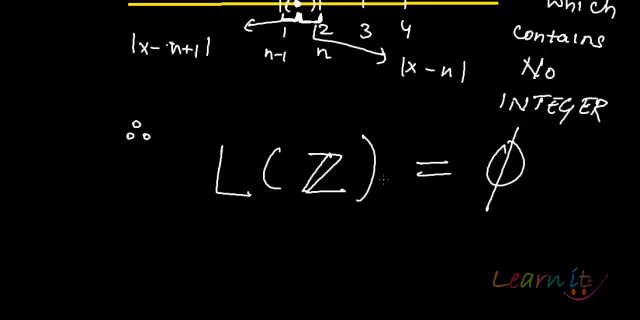 which
1 2 3 4
contains
|x-n+1| n-1 n |x-n|
No
INTEGER
∴ L(ℤ) = ϕ
Learnit